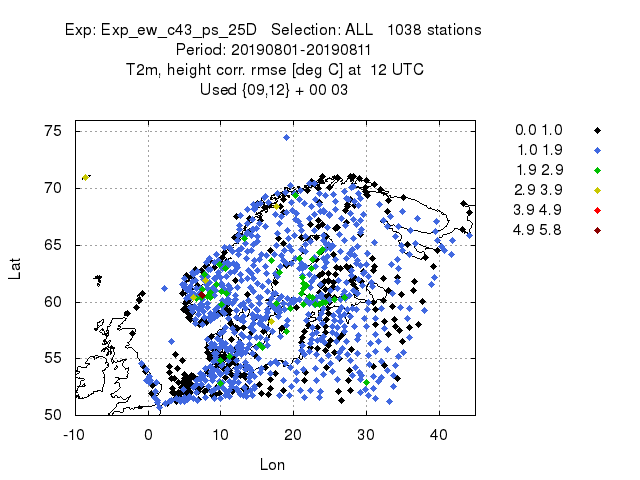 Exp: Exp_ew_c43_ps_25D Selection: ALL 1038 stations
Period: 20190801-20190811
T2m, height corr. rmse [deg C] at 12 UTC
Used {09,12} + 00 03
0.0 1.0
1.0 1.9
1.9 2.9
2.9 3.9
3.9 4.9
4.9 5.8
75
70
65
60
55
50
Lat
-10 0 10 20 30 40
Lon